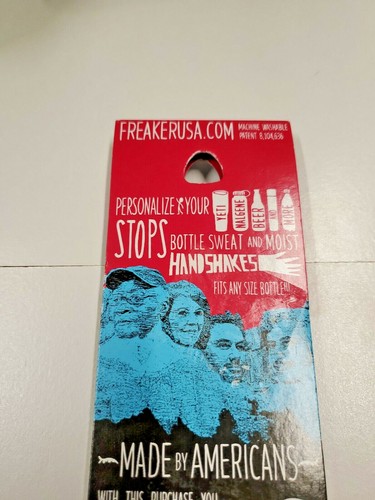 FREAKERUSA.COM
MACHINE WASHABLE
PATENT 8,104,636
PERSONALIZE YOUR
YETI
NALGENE
BEER
AND
MORE
STOPS BOTTLE SWEAT AND MOIST
HANDSHAKES
FITS ANY SIZE BOTTLE!!
MADE BY AMERICANS
WITH THIS PURCHASE YOU